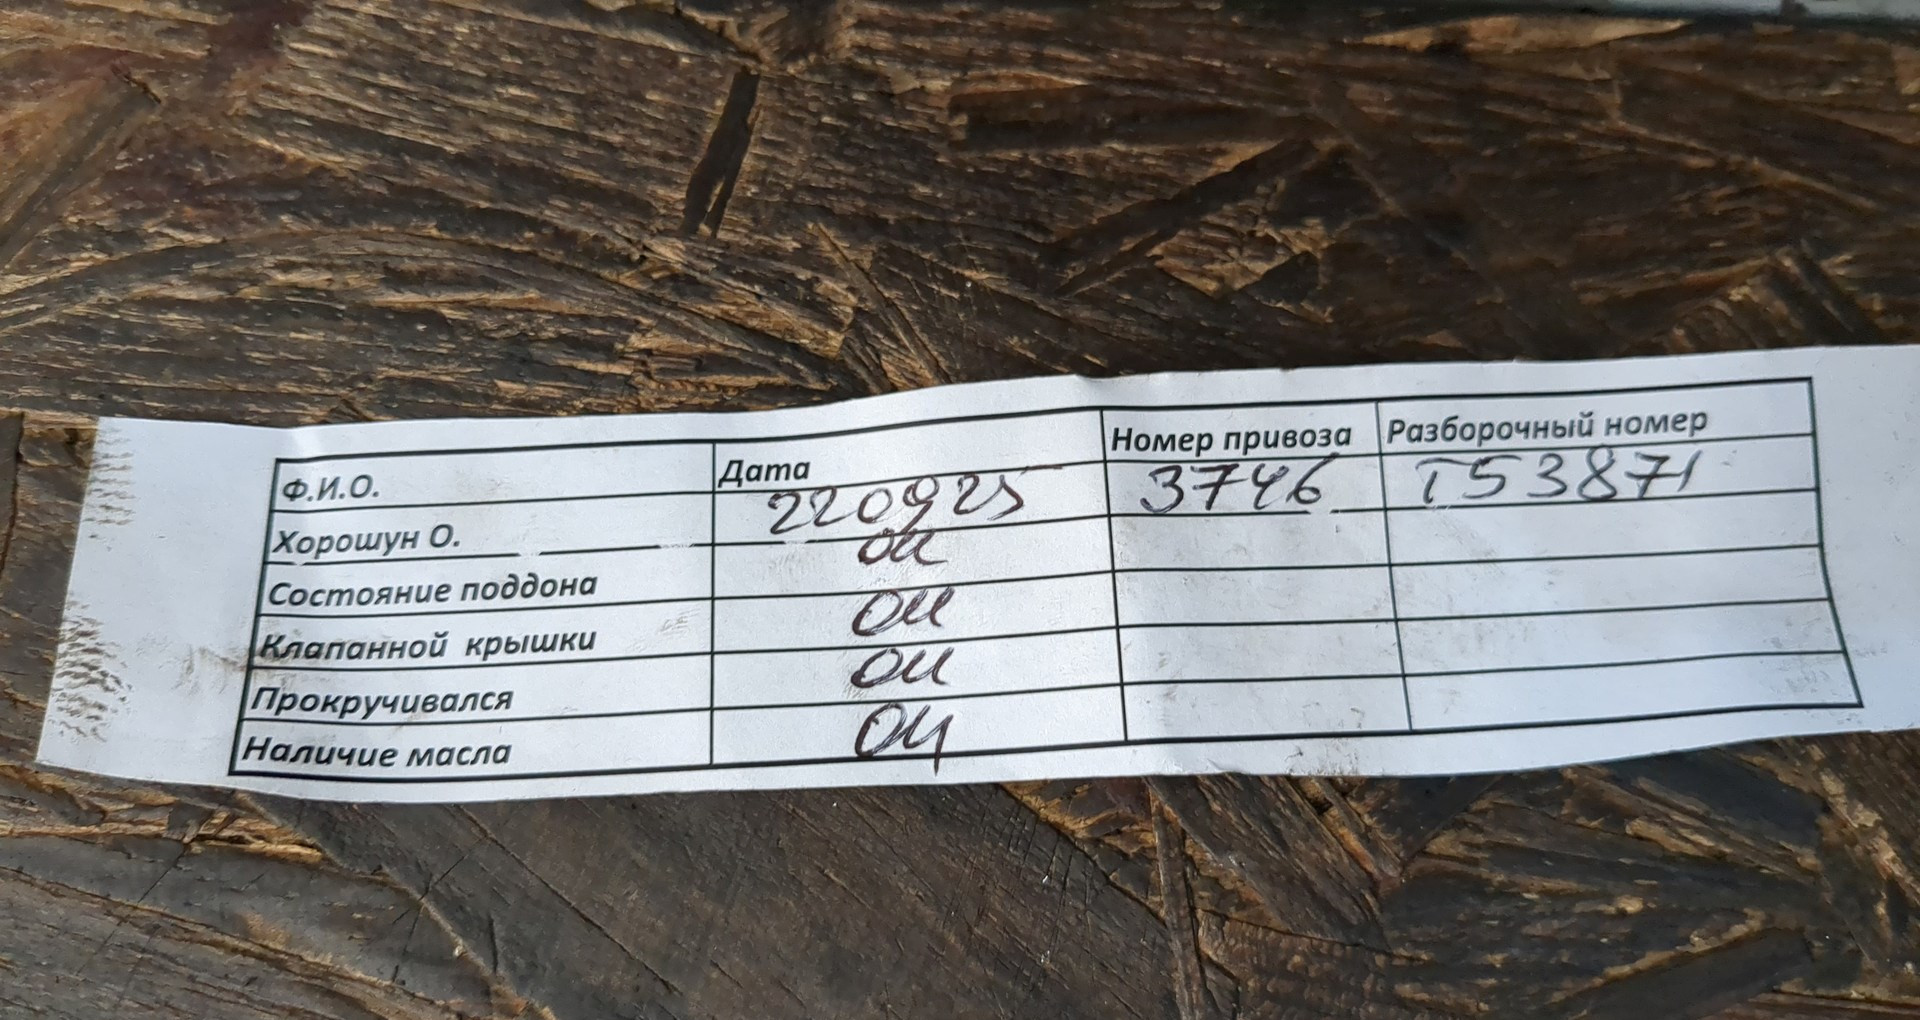 Ф.И.О. Дата Номер привоза Разборочный номер
Хорошун О. 220925 3746 T53871
Состояние поддона ок
Клапанной крышки ок
Прокручивался ок
Наличие масла ок